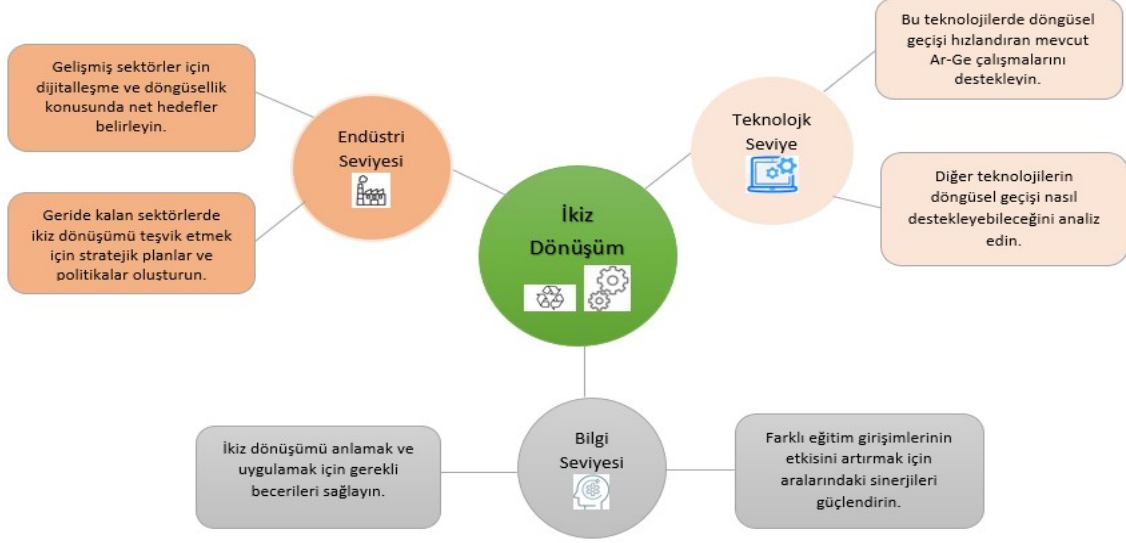 Gelişmiş sektörler için
dijitalleşme ve döngüsellik
konusunda net hedefler
belirleyin.
Geride kalan sektörlerde
ikiz dönüşümü teşvik etmek
için stratejik planlar ve
politikalar oluşturun.
Endüstri
Seviyesi
İkiz
Dönüşüm
Teknolojk
Seviye
Bu teknolojilerde döngüsel
geçişi hızlandıran mevcut
Ar-Ge çalışmalarını
destekleyin.
Diğer teknolojilerin
döngüsel geçişi nasıl
destekleyebileceğini analiz
edin.
İkiz dönüşümü anlamak ve
uygulamak için gerekli
becerileri sağlayın.
Bilgi
Seviyesi
Farklı eğitim girişimlerinin
etkisini artırmak için
aralarındaki sinerjileri
güçlendirin.